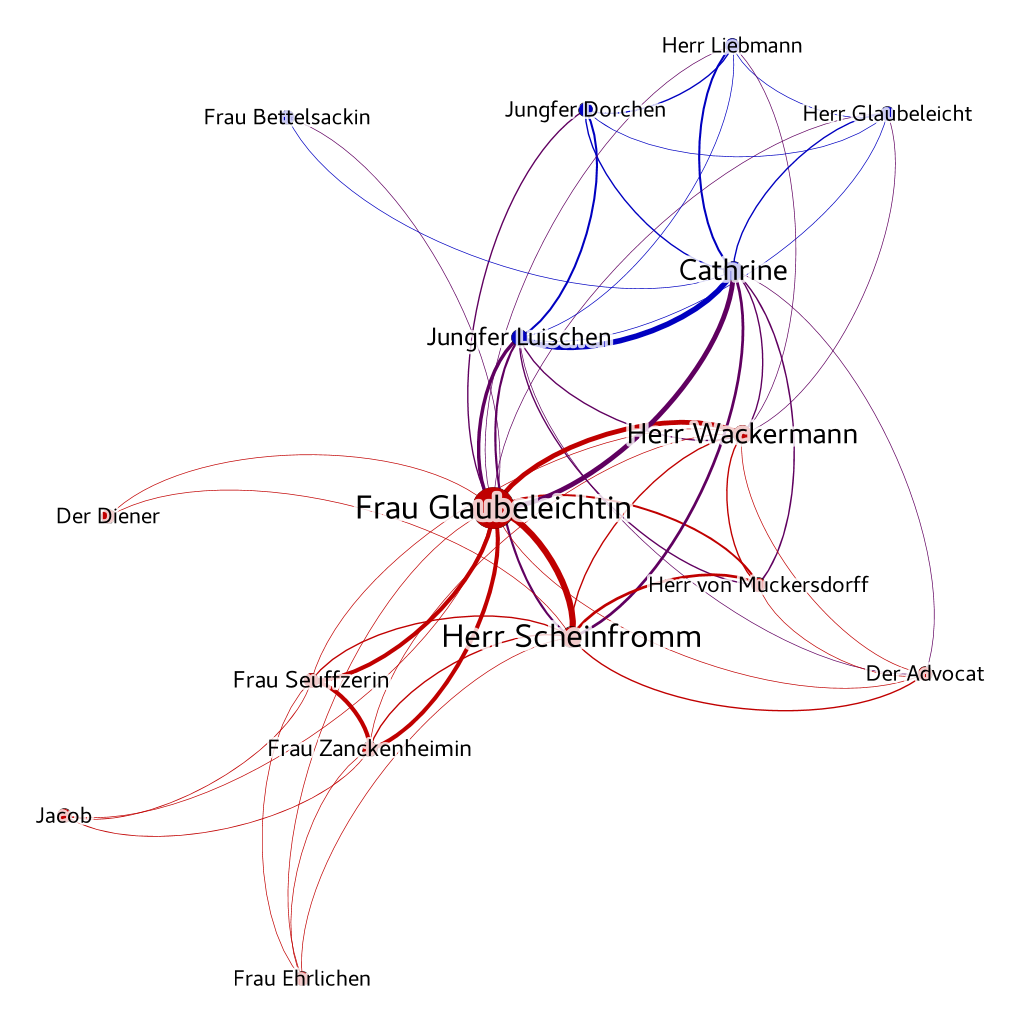 Herr Liebmann
Jungfer Dorchen
Herr Glaubeleicht
Frau Bettelsackin
Cathrine
Jungfer Luischen
Herr Wackermann
Frau Glaubeleichtin
Der Diener
Herr von Muckersdorff
Herr Scheinfromm
Der Advocat
Frau Seuffzerin
Frau Zanckenheimin
Jacob
Frau Ehrlichen